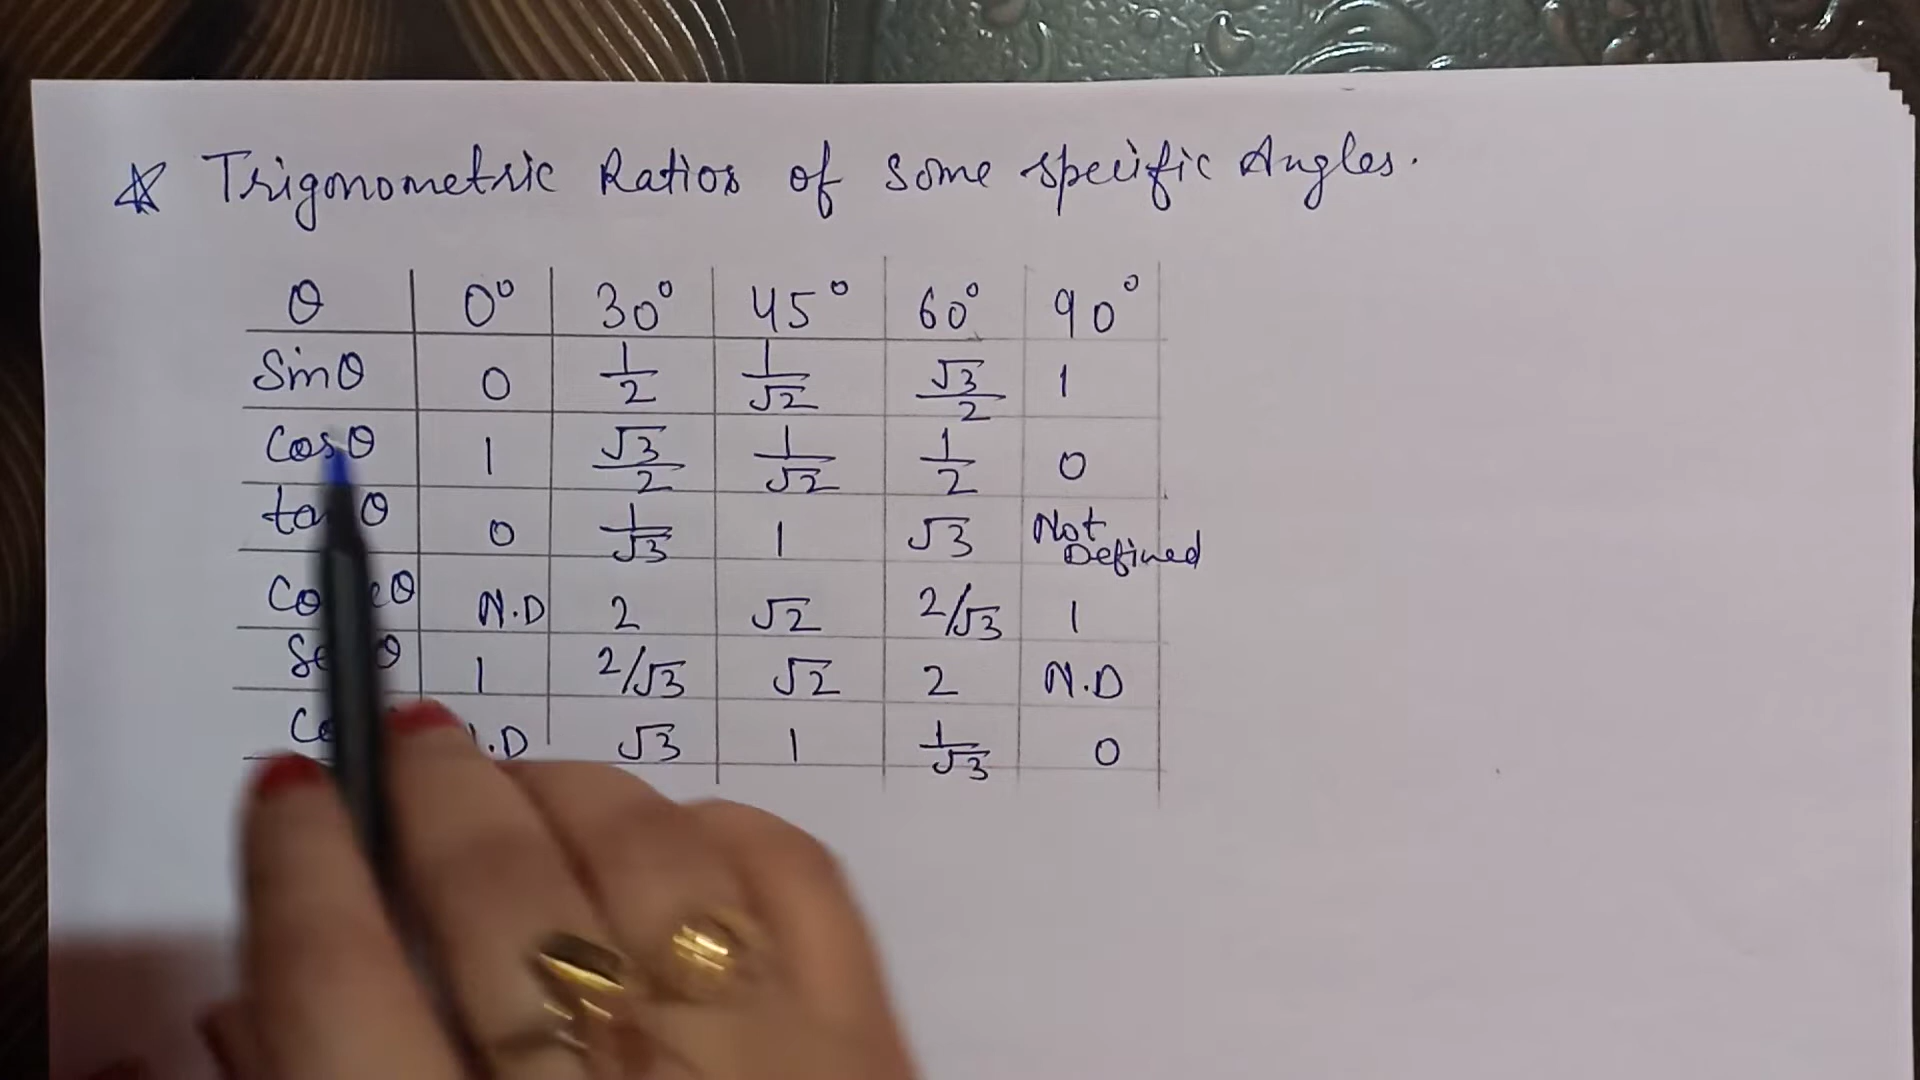 ☆ Trigonometric Ratios of Some specific Angles.
θ 0° 30° 45° 60° 90°
Sinθ 0 1/2 1/√2 √3/2 1
Cosθ 1 √3/2 1/√2 1/2 0
θ 0 1/√3 1 √3 Not Defined
N.D 2 √2 2/√3 1
1 2/√3 √2 2 N.D
√3 1 1/√3 0